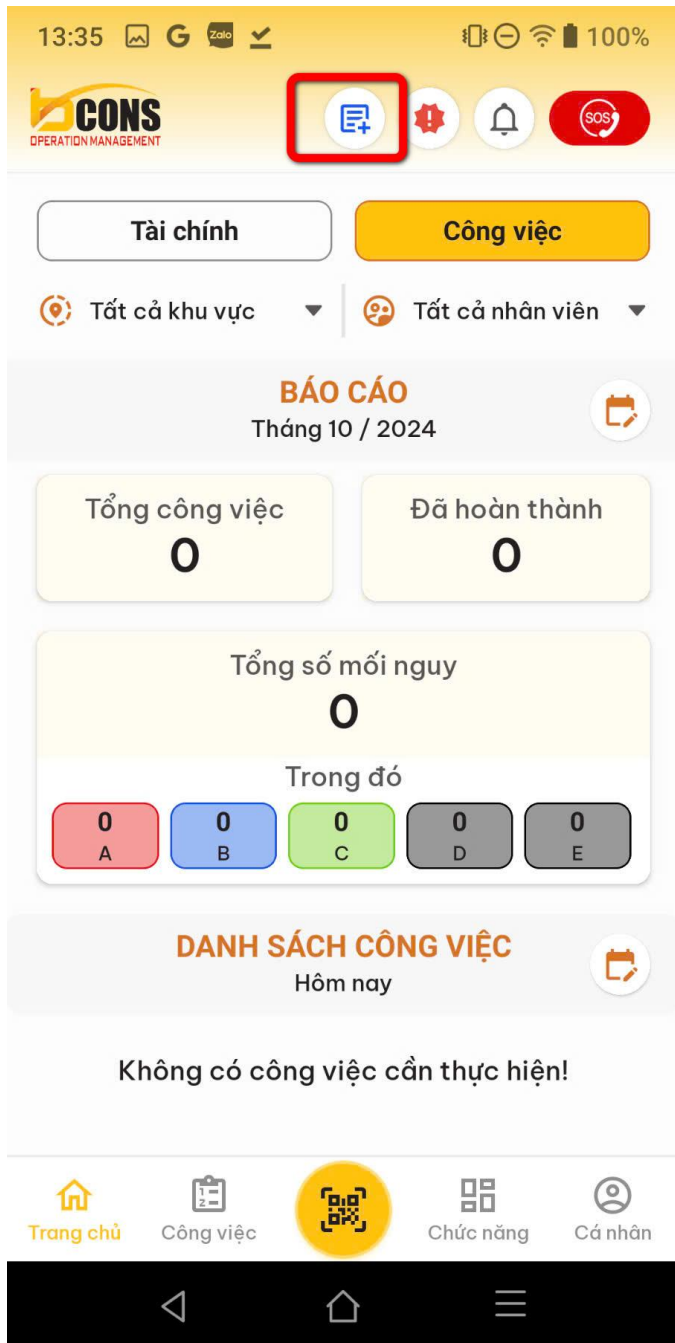 13:35 G Zalo 100%
bCONS
OPERATION MANAGEMENT
SOS
Tài chính Công việc
Tất cả khu vực Tất cả nhân viên
BÁO CÁO
Tháng 10 / 2024
Tổng công việc Đã hoàn thành
0 0
Tổng số mối nguy
0
Trong đó
0 0 0 0 0
A B C D E
DANH SÁCH CÔNG VIỆC
Hôm nay
Không có công việc cần thực hiện!
Trang chủ Công việc Chức năng Cá nhân